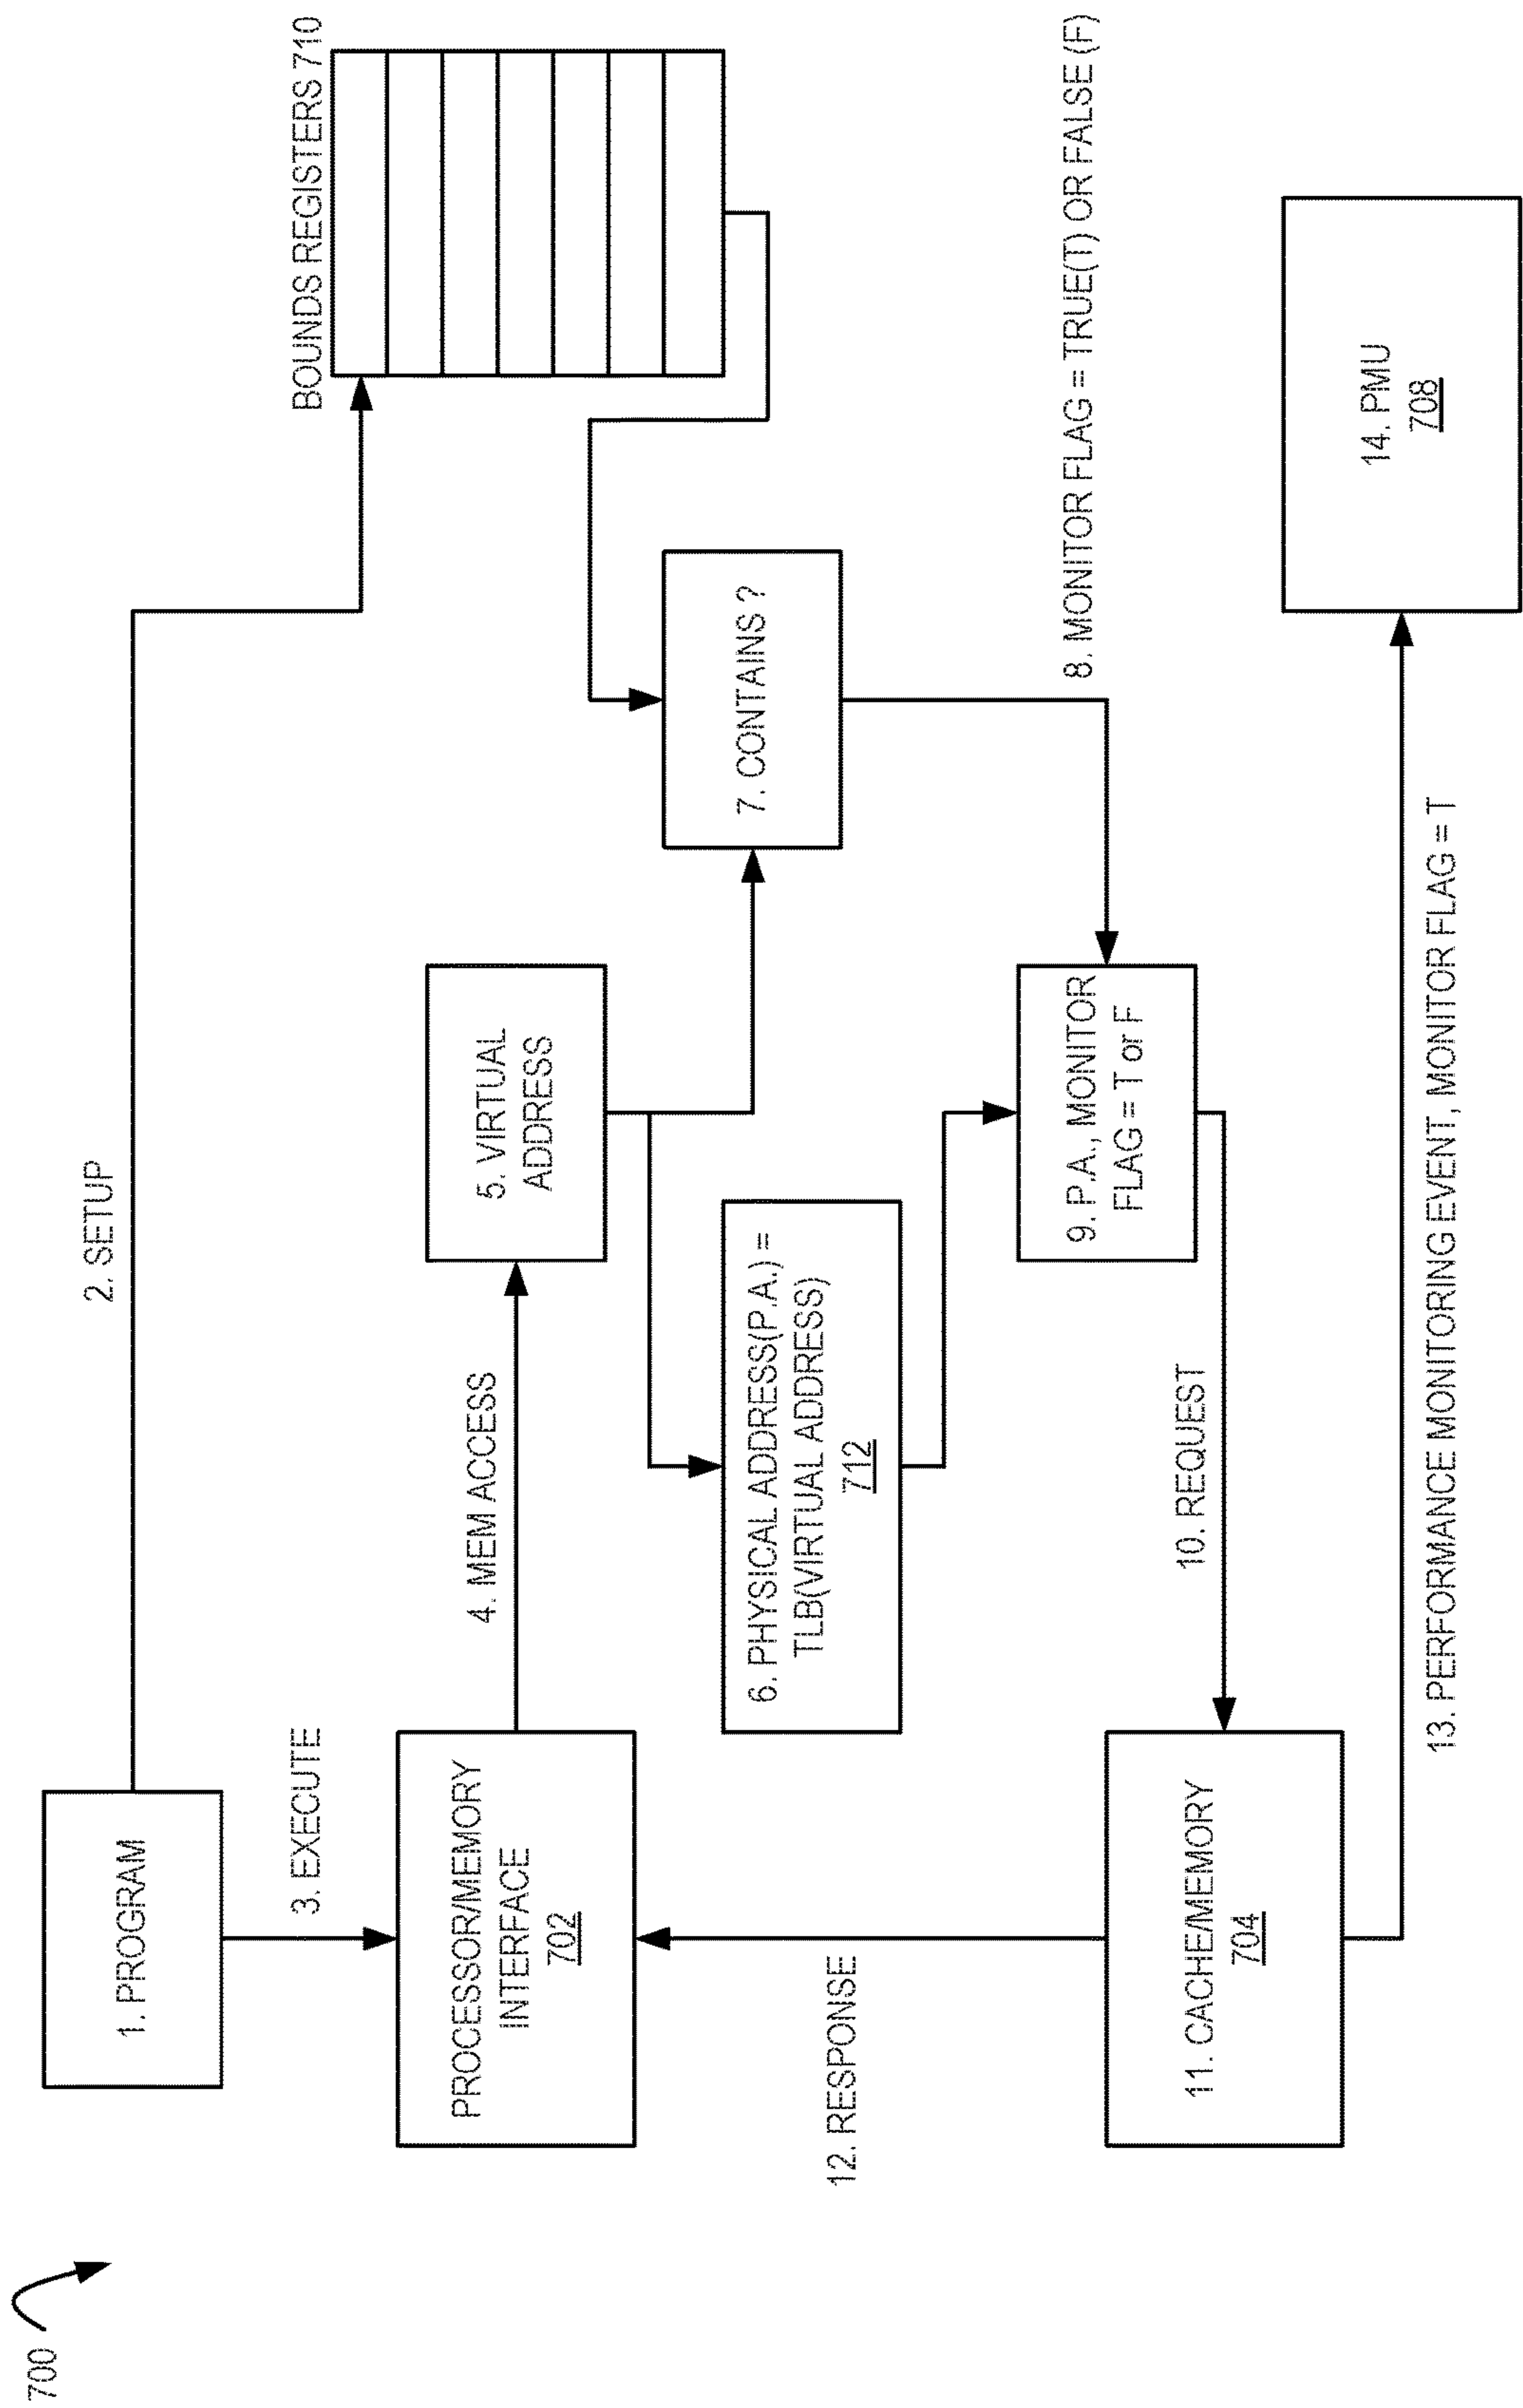 700
1. PROGRAM
2. SETUP
BOUNDS REGISTERS 710
3. EXECUTE
PROCESSOR/MEMORY
INTERFACE
702
4. MEM ACCESS
5. VIRTUAL
ADDRESS
6. PHYSICAL ADDRESS(P.A.) =
TLB(VIRTUAL ADDRESS)
712
7. CONTAINS ?
8. MONITOR FLAG = TRUE(T) OR FALSE (F)
9. P.A., MONITOR
FLAG = T or F
10. REQUEST
11. CACHE/MEMORY
704
12. RESPONSE
13. PERFORMANCE MONITORING EVENT, MONITOR FLAG = T
14. PMU
708